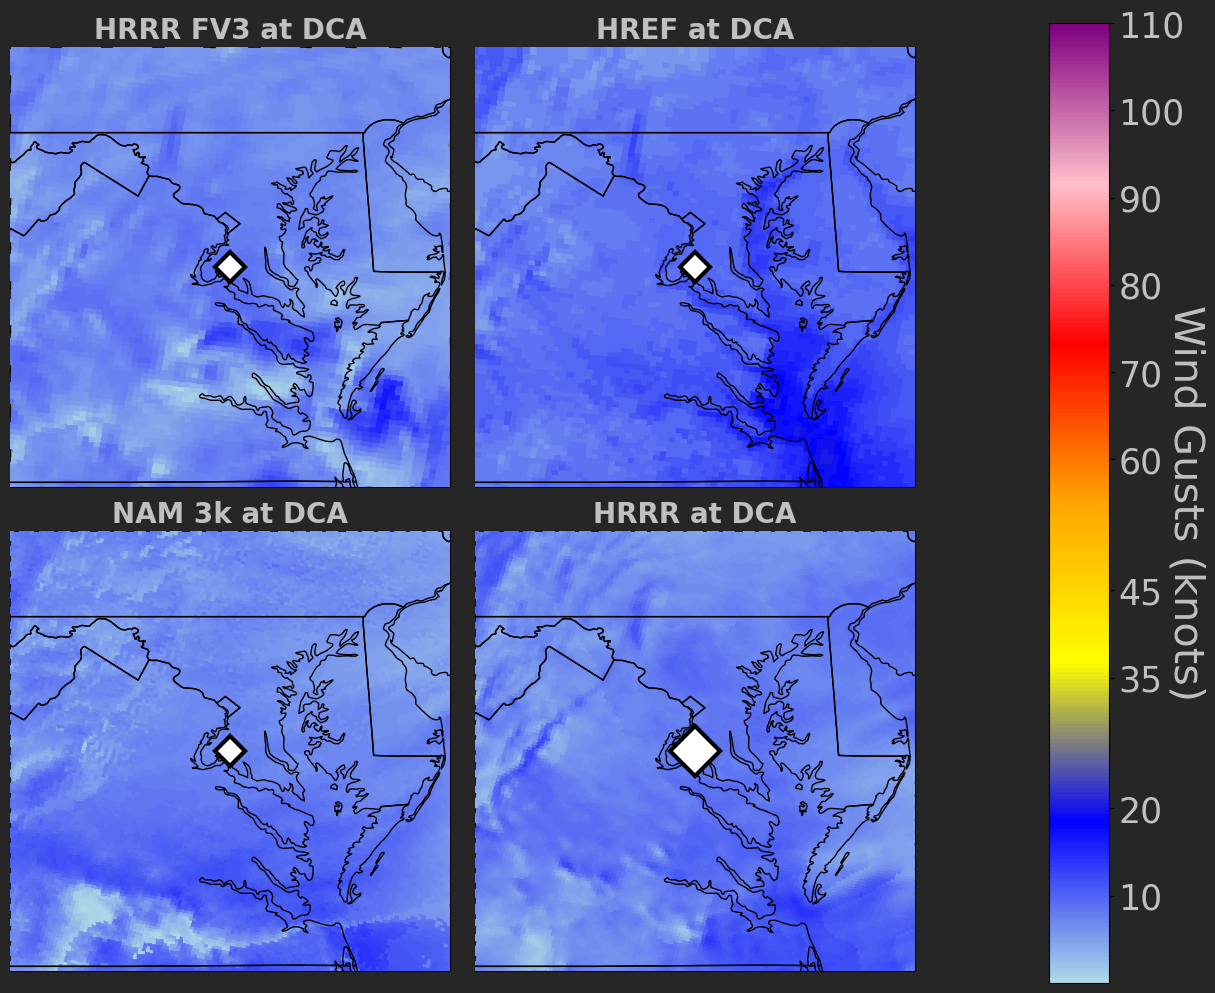 HRRR FV3 at DCA
HREF at DCA
NAM 3k at DCA
HRRR at DCA
110
100
90
80
70
60
45
35
20
10
Wind Gusts (knots)